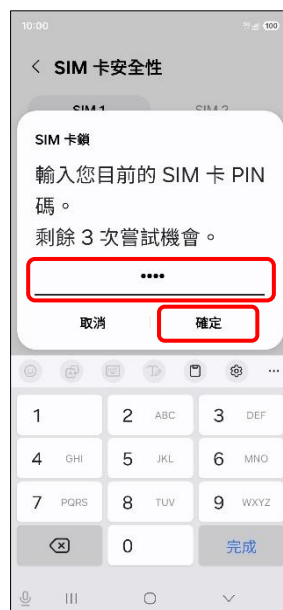 10:00 100
SIM 卡安全性
SIM 1 SIM 2
SIM 卡鎖
輸入您目前的 SIM 卡 PIN
碼。
剩餘 3 次嘗試機會。
••••
取消 確定
1 2 ABC 3 DEF
4 GHI 5 JKL 6 MNO
7 PQRS 8 TUV 9 WXYZ
0 完成